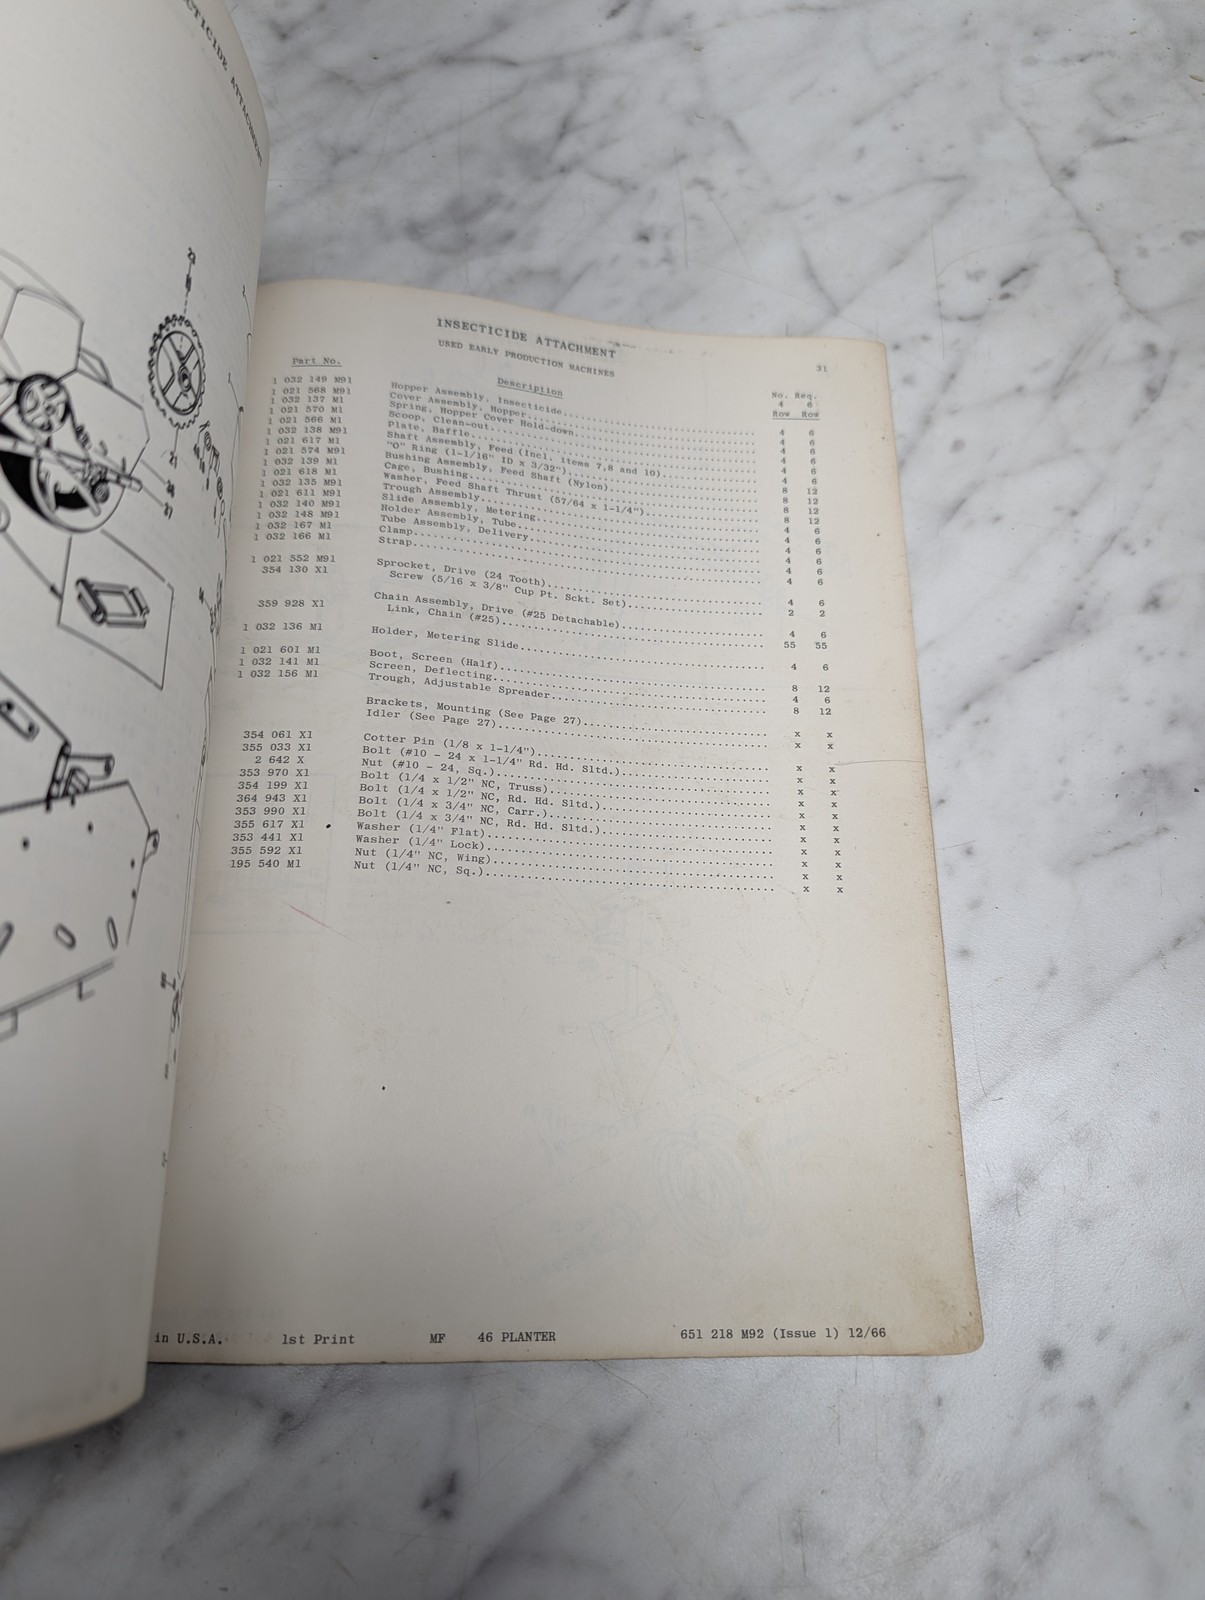 CTICIDE ATTACHMENT
23
21
28
27
31
INSECTICIDE ATTACHMENT
USED EARLY PRODUCTION MACHINES
No. Req.
4 6
Part No. Description Row Row
1 032 149 M91 Hopper Assembly, Insecticide 4 6
1 021 568 M91 Cover Assembly, Hopper 4 6
1 032 137 M1 Spring, Hopper Cover Hold-down 4 6
1 021 570 M1 Scoop, Clean-out 4 6
1 021 566 M1 Plate, Baffle 4 6
1 032 138 M91 Shaft Assembly, Feed (Incl. items 7,8 and 10) 4 6
1 021 617 M1 "O" Ring (1-1/16" ID x 3/32") 8 12
1 021 574 M91 Bushing Assembly, Feed Shaft (Nylon) 8 12
1 032 139 M1 Cage, Bushing 8 12
1 021 618 M1 Washer, Feed Shaft Thrust (57/64 x 1-1/4") 8 12
1 032 135 M91 Trough Assembly 4 6
1 021 611 M91 Slide Assembly, Metering 4 6
1 032 140 M91 Holder Assembly, Tube 4 6
1 032 148 M91 Tube Assembly, Delivery 4 6
1 032 167 M1 Clamp 4 6
1 032 166 M1 Strap 4 6
1 021 552 M91 Sprocket, Drive (24 Tooth) 4 6
354 130 X1 Screw (5/16 x 3/8" Cup Pt. Sckt. Set) 2 2
Chain Assembly, Drive (#25 Detachable) 4 6
359 928 X1 Link, Chain (#25) 55 55
1 032 136 M1 Holder, Metering Slide 4 6
1 021 601 M1 Boot, Screen (Half) 8 12
1 032 141 M1 Screen, Deflecting 4 6
1 032 156 M1 Trough, Adjustable Spreader 8 12
Brackets, Mounting (See Page 27) x x
Idler (See Page 27) x x
354 061 X1 Cotter Pin (1/8 x 1-1/4") x x
355 033 X1 Bolt (#10 - 24 x 1-1/4" Rd. Hd. Sltd.) x x
2 642 X Nut (#10 - 24, Sq.) x x
353 970 X1 Bolt (1/4 x 1/2" NC, Truss) x x
354 199 X1 Bolt (1/4 x 1/2" NC, Rd. Hd. Sltd.) x x
364 943 X1 Bolt (1/4 x 3/4" NC, Carr.) x x
353 990 X1 Bolt (1/4 x 3/4" NC, Rd. Hd. Sltd.) x x
355 617 X1 Washer (1/4" Flat) x x
353 441 X1 Washer (1/4" Lock) x x
355 592 X1 Nut (1/4" NC, Wing) x x
195 540 M1 Nut (1/4" NC, Sq.) x x
in U.S.A. 1st Print MF 46 PLANTER 651 218 M92 (Issue 1) 12/66